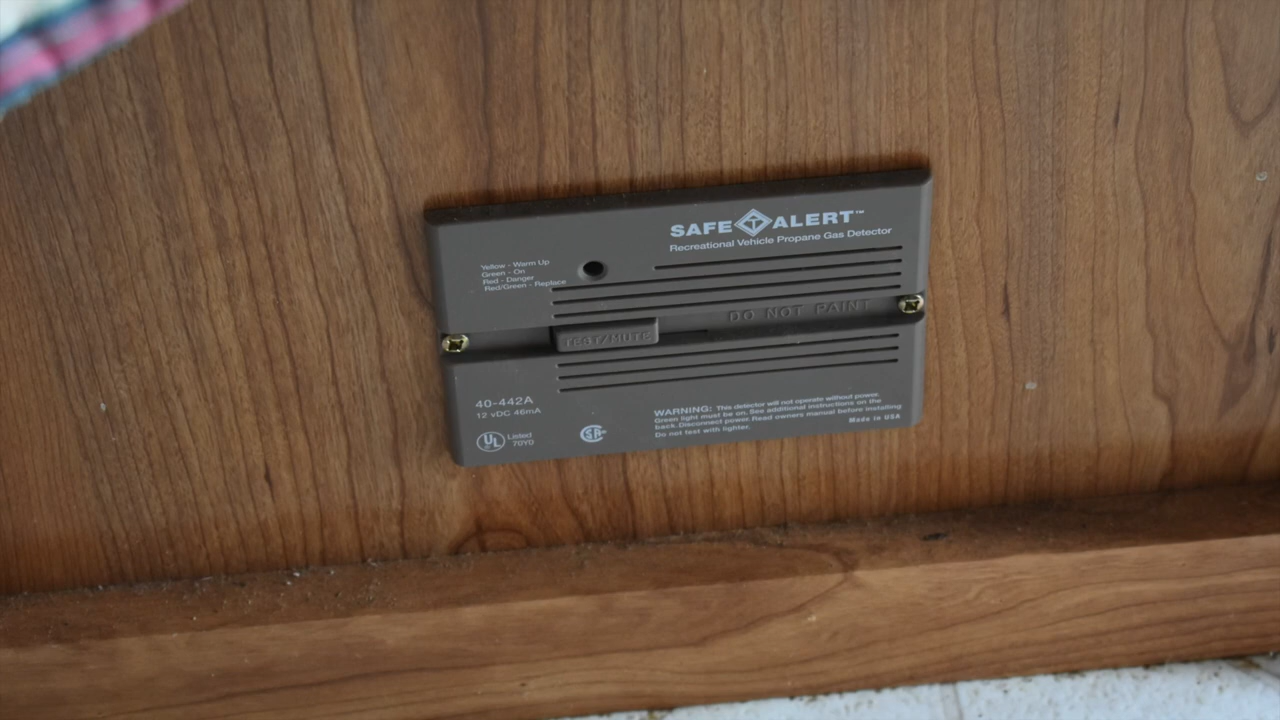 SAFE T ALERT™
Recreational Vehicle Propane Gas Detector
Yellow - Warm Up
Green - On
Red - Danger
Red/Green - Replace
DO NOT PAINT
TEST/MUTE
40-442A
12 vDC 46mA
UL Listed
70Y0
WARNING: This detector will not operate without power.
Green light must be on. See additional instructions on the
back. Disconnect power. Read owners manual before installing
Do not test with lighter.
Made in USA